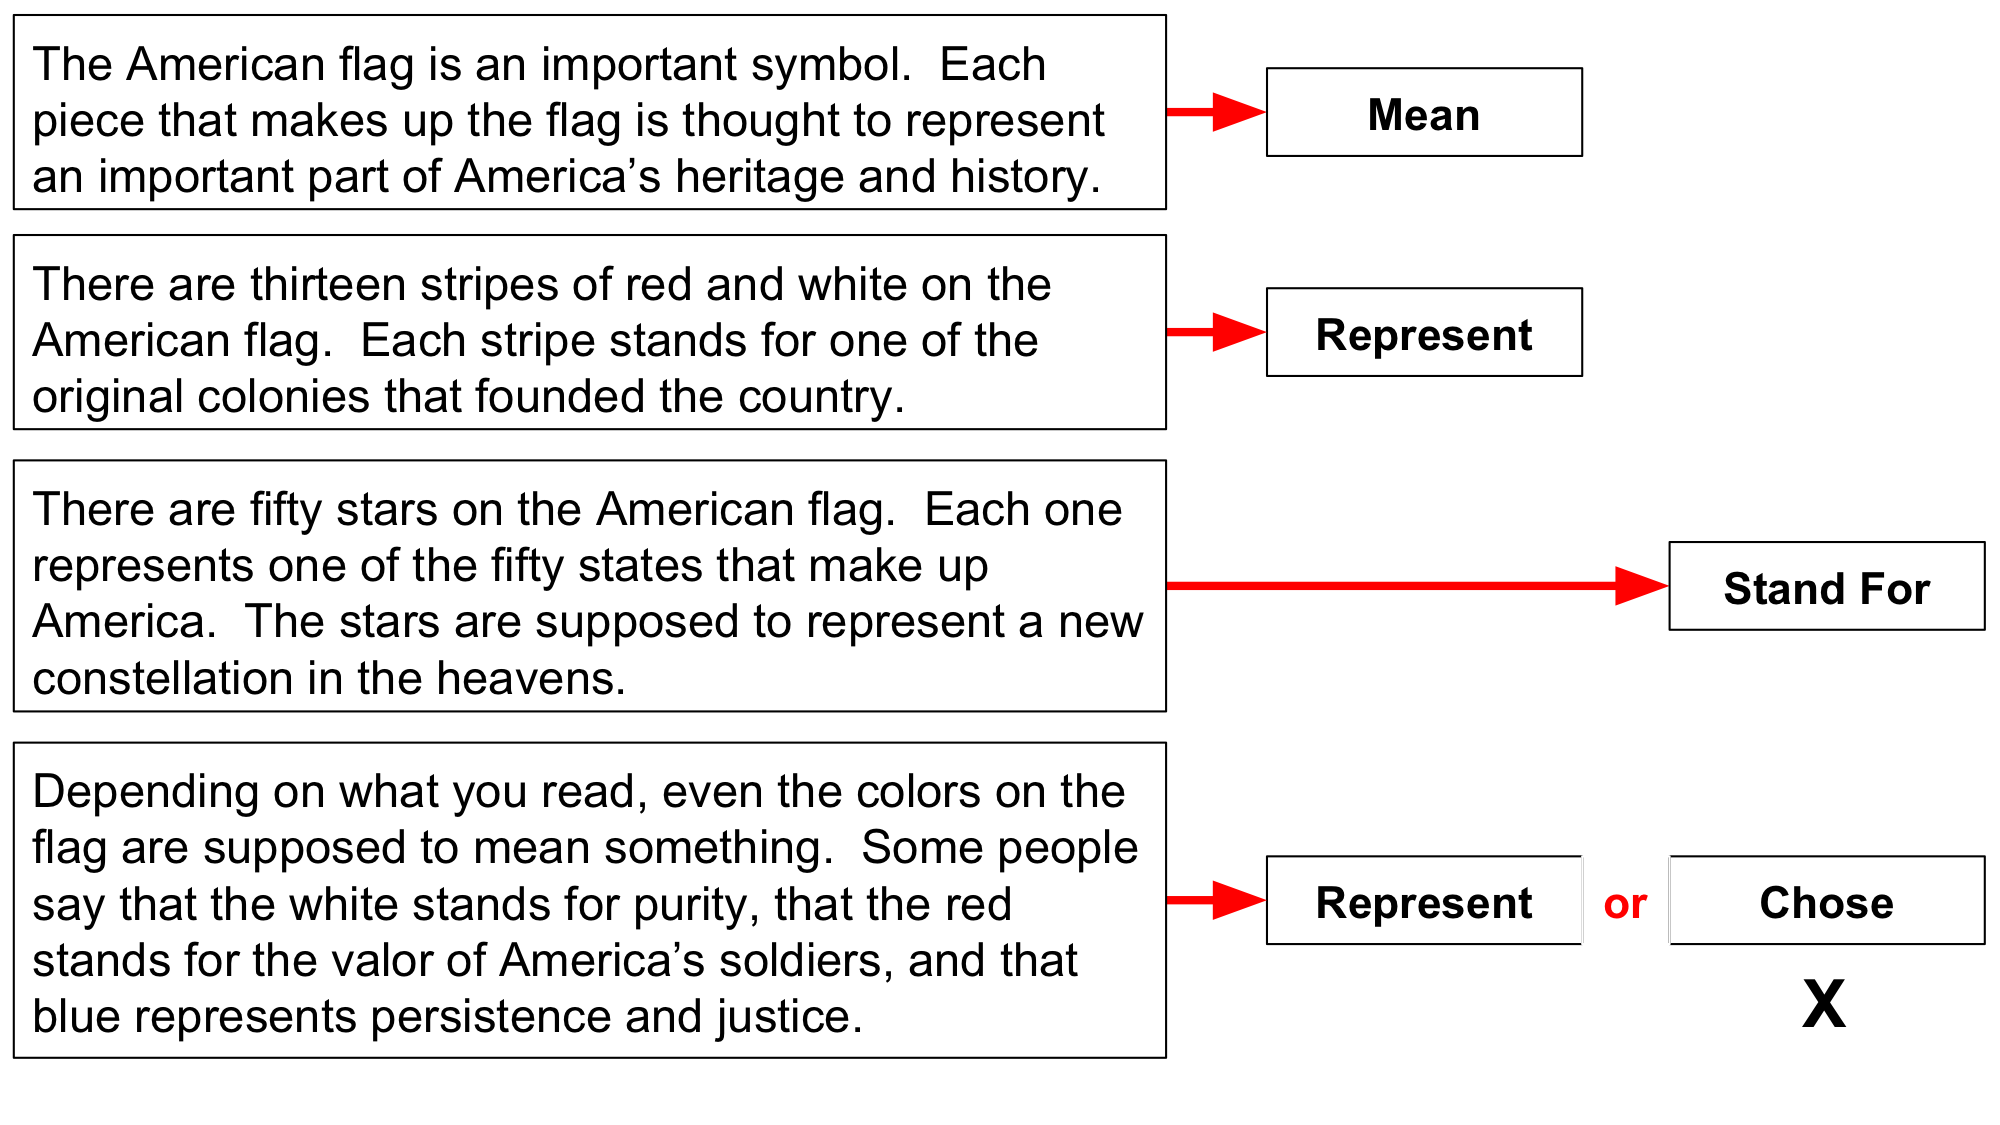 The American flag is an important symbol.  Each
piece that makes up the flag is thought to represent
an important part of America’s heritage and history.
Mean
There are thirteen stripes of red and white on the
American flag.  Each stripe stands for one of the
original colonies that founded the country.
Represent
There are fifty stars on the American flag.  Each one
represents one of the fifty states that make up
America.  The stars are supposed to represent a new
constellation in the heavens.
Stand For
Depending on what you read, even the colors on the
flag are supposed to mean something.  Some people
say that the white stands for purity, that the red
stands for the valor of America’s soldiers, and that
blue represents persistence and justice.
Represent or Chose
X